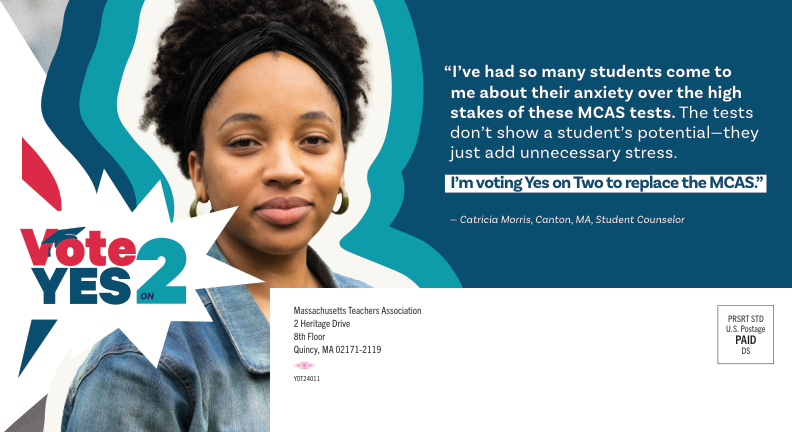 “I’ve had so many students come to
me about their anxiety over the high
stakes of these MCAS tests. The tests
don’t show a student’s potential—they
just add unnecessary stress.
I’m voting Yes on Two to replace the MCAS.”
— Catricia Morris, Canton, MA, Student Counselor
Vote
YES ON 2
Massachusetts Teachers Association
2 Heritage Drive
8th Floor
Quincy, MA 02171-2119
YOT24011
PRSRT STD
U.S. Postage
PAID
DS